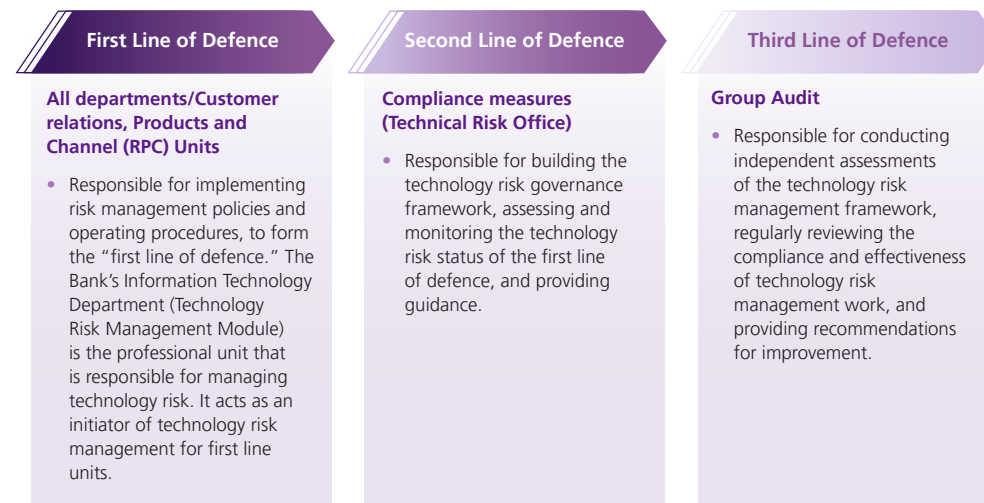 First Line of Defence
All departments/Customer
relations, Products and
Channel (RPC) Units
• Responsible for implementing
risk management policies and
operating procedures, to form
the “first line of defence.” The
Bank’s Information Technology
Department (Technology
Risk Management Module)
is the professional unit that
is responsible for managing
technology risk. It acts as an
initiator of technology risk
management for first line
units.
Second Line of Defence
Compliance measures
(Technical Risk Office)
• Responsible for building the
technology risk governance
framework, assessing and
monitoring the technology
risk status of the first line
of defence, and providing
guidance.
Third Line of Defence
Group Audit
• Responsible for conducting
independent assessments
of the technology risk
management framework,
regularly reviewing the
compliance and effectiveness
of technology risk
management work, and
providing recommendations
for improvement.